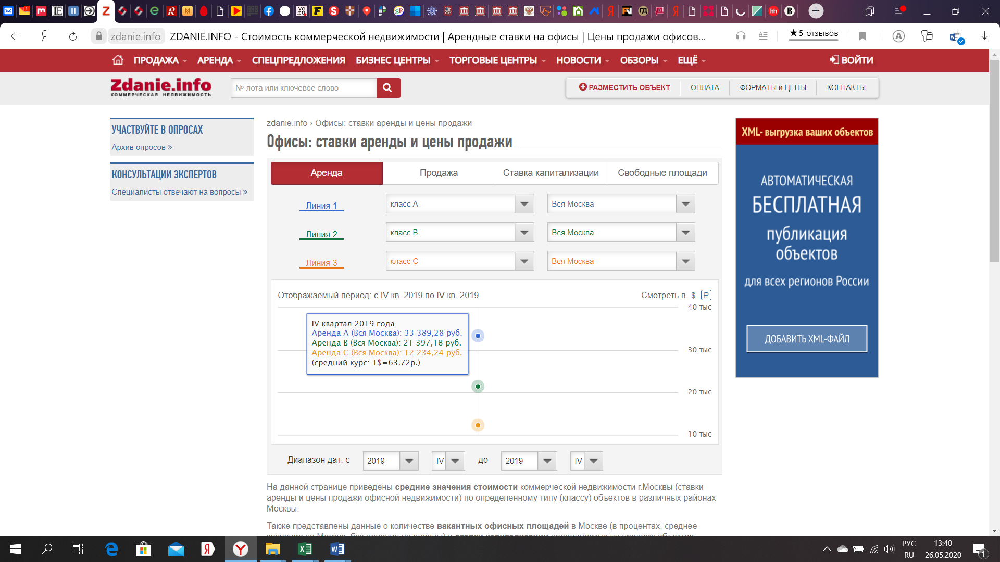 zdanie.info ZDANIE.INFO - Стоимость коммерческой недвижимости | Арендные ставки на офисы | Цены продажи офисов...
★5 отзывов
ПРОДАЖА АРЕНДА СПЕЦПРЕДЛОЖЕНИЯ БИЗНЕС ЦЕНТРЫ ТОРГОВЫЕ ЦЕНТРЫ НОВОСТИ ОБЗОРЫ ЕЩЁ ВОЙТИ
Zdanie.info
КОММЕРЧЕСКАЯ НЕДВИЖИМОСТЬ
№ лота или ключевое слово
РАЗМЕСТИТЬ ОБЪЕКТ ОПЛАТА ФОРМАТЫ и ЦЕНЫ КОНТАКТЫ
УЧАСТВУЙТЕ В ОПРОСАХ
Архив опросов »
КОНСУЛЬТАЦИИ ЭКСПЕРТОВ
Специалисты отвечают на вопросы »
zdanie.info › Офисы: ставки аренды и цены продажи
Офисы: ставки аренды и цены продажи
Аренда Продажа Ставка капитализации Свободные площади
Линия 1 класс A Вся Москва
Линия 2 класс B Вся Москва
Линия 3 класс C Вся Москва
Отображаемый период: с IV кв. 2019 по IV кв. 2019
Смотреть в $ ₽
40 тыс
IV квартал 2019 года
Аренда A (Вся Москва): 33 389,28 руб.
Аренда B (Вся Москва): 21 397,18 руб.
Аренда C (Вся Москва): 12 234,24 руб.
(средний курс: 1$=63.72р.)
30 тыс
20 тыс
10 тыс
Диапазон дат: с 2019 IV до 2019 IV
На данной странице приведены средние значения стоимости коммерческой недвижимости г.Москвы (ставки
аренды и цены продажи офисной недвижимости) по определенному типу (классу) объектов в различных районах
Москвы.
Также представлены данные о количестве вакантных офисных площадей в Москве (в процентах, среднее
XML- выгрузка ваших объектов
АВТОМАТИЧЕСКАЯ
БЕСПЛАТНАЯ
публикация
объектов
для всех регионов России
ДОБАВИТЬ XML-ФАЙЛ
РУС
RU
13:40
26.05.2020
1